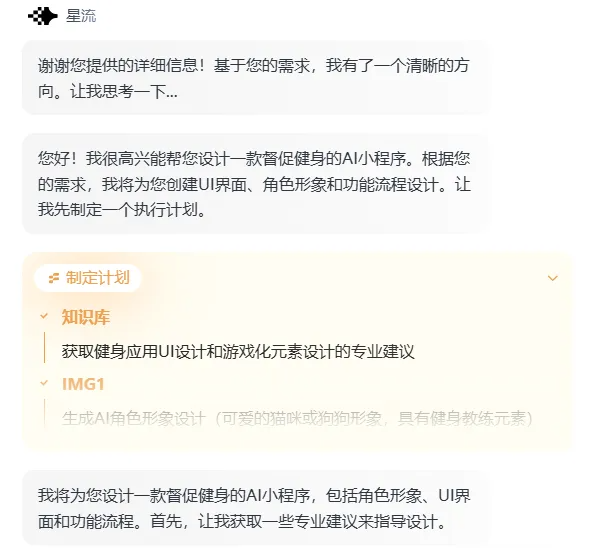 星流
谢谢您提供的详细信息！基于您的需求，我有了一个清晰的方
向。让我思考一下...
您好！我很高兴能帮您设计一款督促健身的AI小程序。根据您
的需求，我将为您创建UI界面、角色形象和功能流程设计。让
我先制定一个执行计划。
制定计划
知识库
获取健身应用UI设计和游戏化元素设计的专业建议
IMG1
生成AI角色形象设计（可爱的猫咪或狗狗形象，具有健身教练元素）
我将为您设计一款督促健身的AI小程序，包括角色形象、UI界
面和功能流程。首先，让我获取一些专业建议来指导设计。